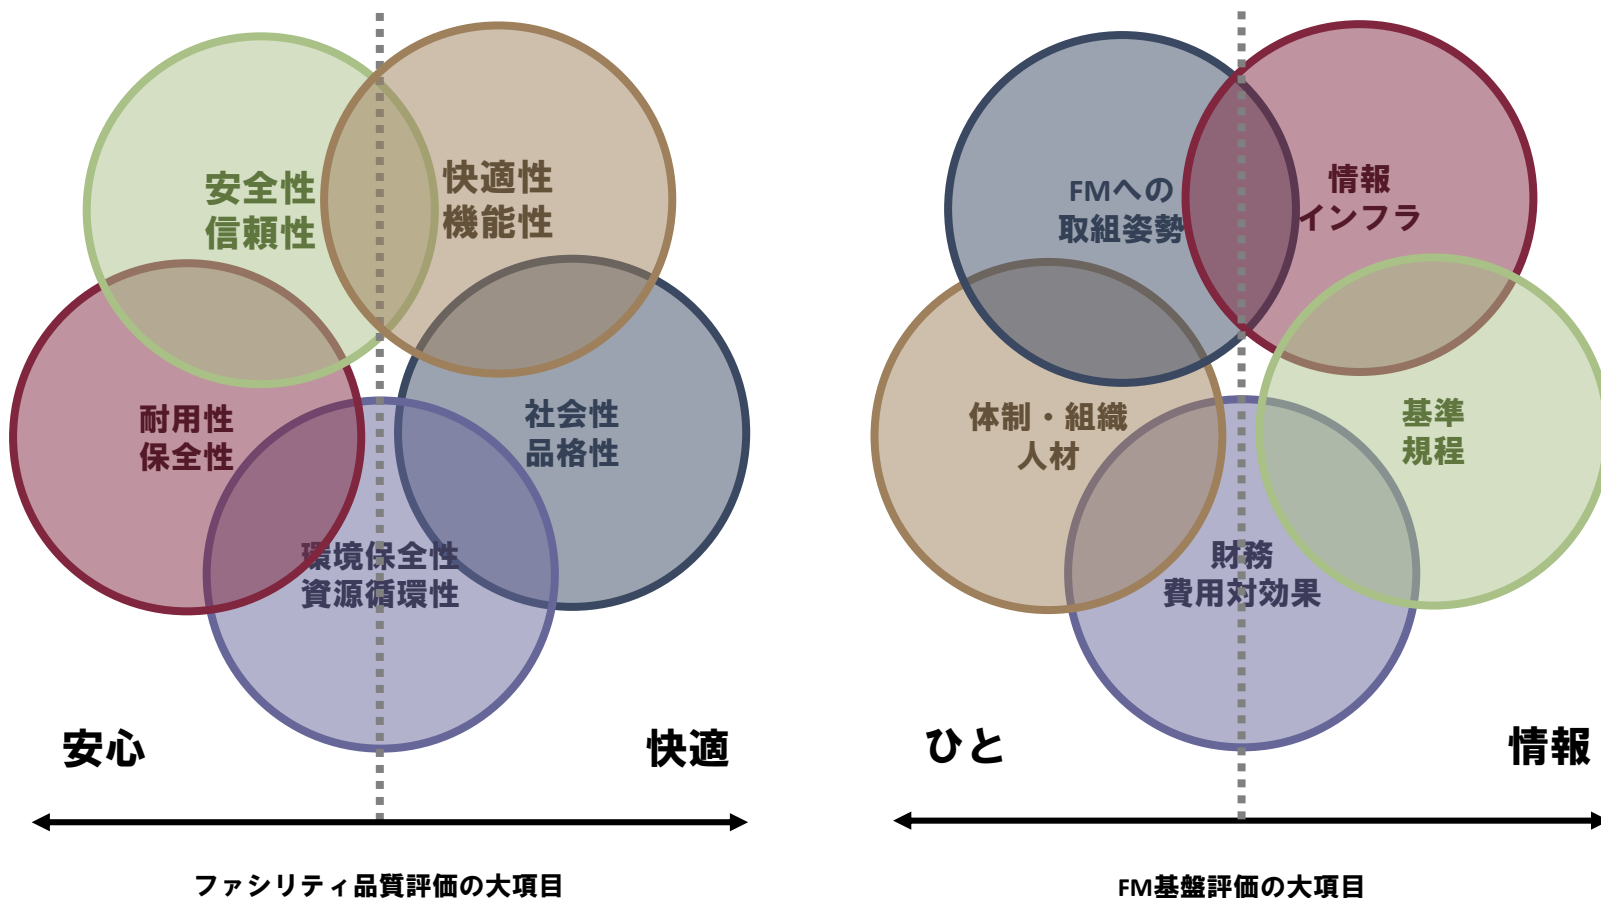 安全性
信頼性
快適性
機能性
耐用性
保全性
社会性
品格性
環境保全性
資源循環性
安心
快適
ファシリティ品質評価の大項目
FMへの
取組姿勢
情報
インフラ
体制・組織
人材
基準
規程
財務
費用対効果
ひと
情報
FM基盤評価の大項目